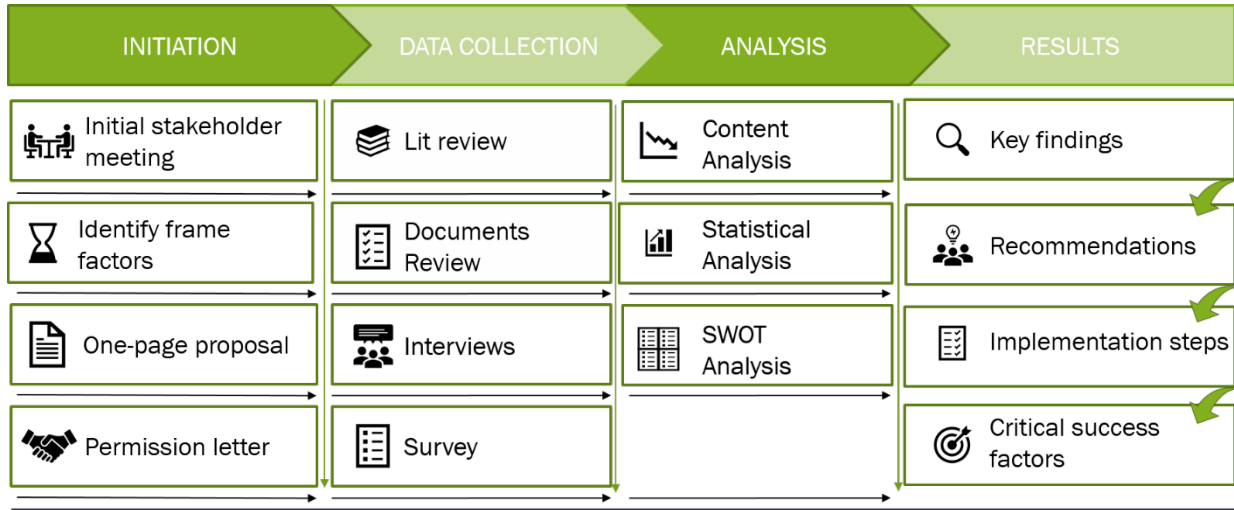 INITIATION
DATA COLLECTION
ANALYSIS
RESULTS
Initial stakeholder
meeting
Lit review
Content
Analysis
Key findings
Identify frame
factors
Documents
Review
Statistical
Analysis
Recommendations
One-page proposal
Interviews
SWOT
Analysis
Implementation steps
Permission letter
Survey
Critical success
factors